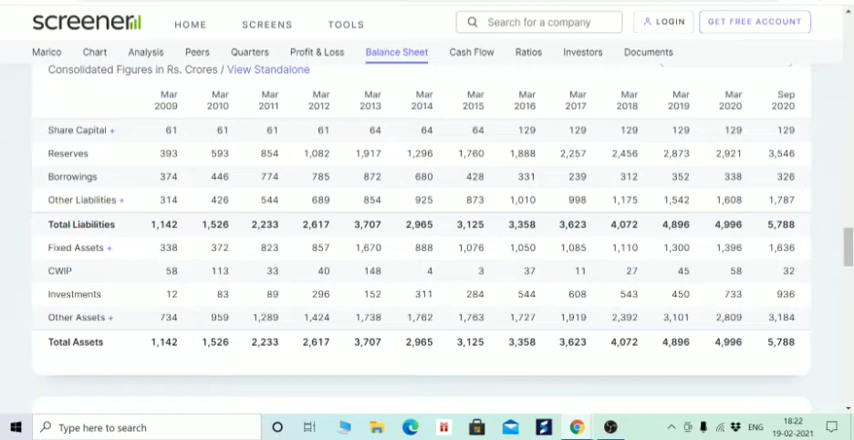 screener HOME SCREENS TOOLS Search for a company LOGIN GET FREE ACCOUNT
Marico Chart Analysis Peers Quarters Profit & Loss Balance Sheet Cash Flow Ratios Investors Documents
Consolidated Figures in Rs. Crores / View Standalone
Mar 2009 Mar 2010 Mar 2011 Mar 2012 Mar 2013 Mar 2014 Mar 2015 Mar 2016 Mar 2017 Mar 2018 Mar 2019 Mar 2020 Sep 2020
Share Capital + 61 61 61 61 64 64 64 129 129 129 129 129 129
Reserves 393 593 854 1,082 1,917 1,296 1,760 1,888 2,257 2,456 2,873 2,921 3,546
Borrowings 374 446 774 785 872 680 428 331 239 312 352 338 326
Other Liabilities + 314 426 544 689 854 925 873 1,010 998 1,175 1,542 1,608 1,787
Total Liabilities 1,142 1,526 2,233 2,617 3,707 2,965 3,125 3,358 3,623 4,072 4,896 4,996 5,788
Fixed Assets + 338 372 823 857 1,670 888 1,076 1,050 1,085 1,110 1,300 1,396 1,636
CWIP 58 113 33 40 148 4 3 37 11 27 45 58 32
Investments 12 83 89 296 152 311 284 544 608 543 450 733 936
Other Assets + 734 959 1,289 1,424 1,738 1,762 1,763 1,727 1,919 2,392 3,101 2,809 3,184
Total Assets 1,142 1,526 2,233 2,617 3,707 2,965 3,125 3,358 3,623 4,072 4,896 4,996 5,788
Type here to search ENG 18:22
19-02-2021